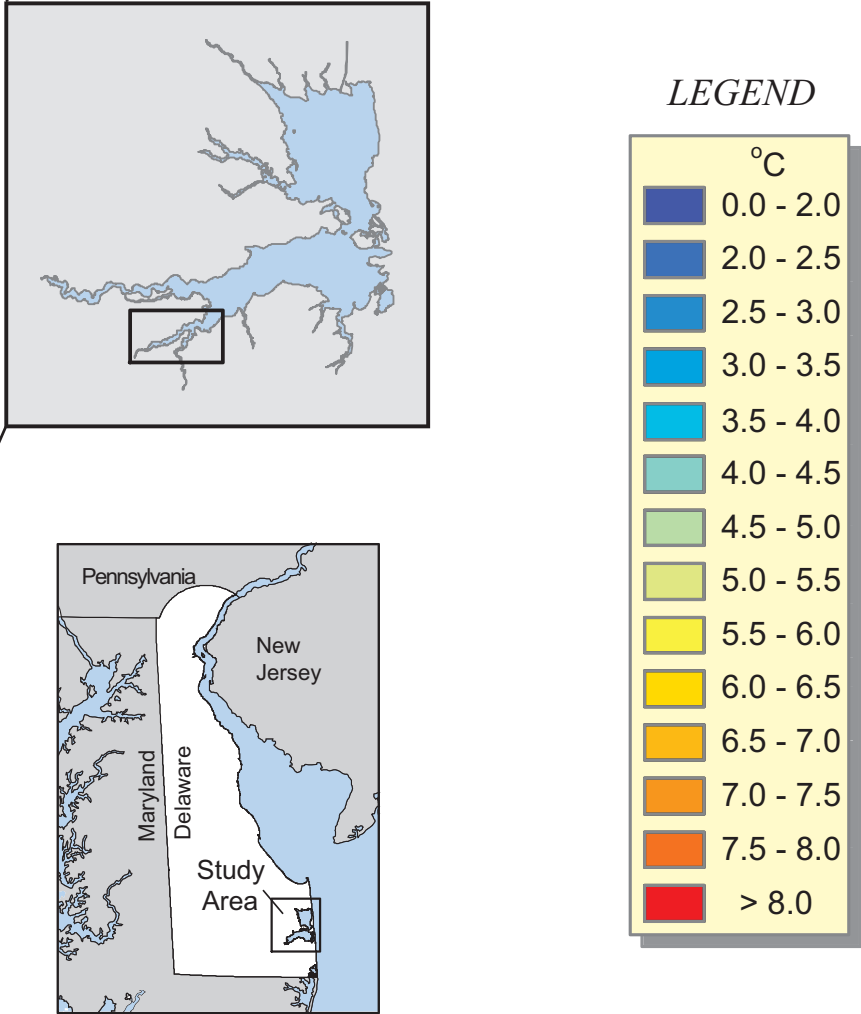 LEGEND
°C
0.0 - 2.0
2.0 - 2.5
2.5 - 3.0
3.0 - 3.5
3.5 - 4.0
4.0 - 4.5
4.5 - 5.0
5.0 - 5.5
5.5 - 6.0
6.0 - 6.5
6.5 - 7.0
7.0 - 7.5
7.5 - 8.0
> 8.0
Pennsylvania
New
Jersey
Maryland
Delaware
Study
Area